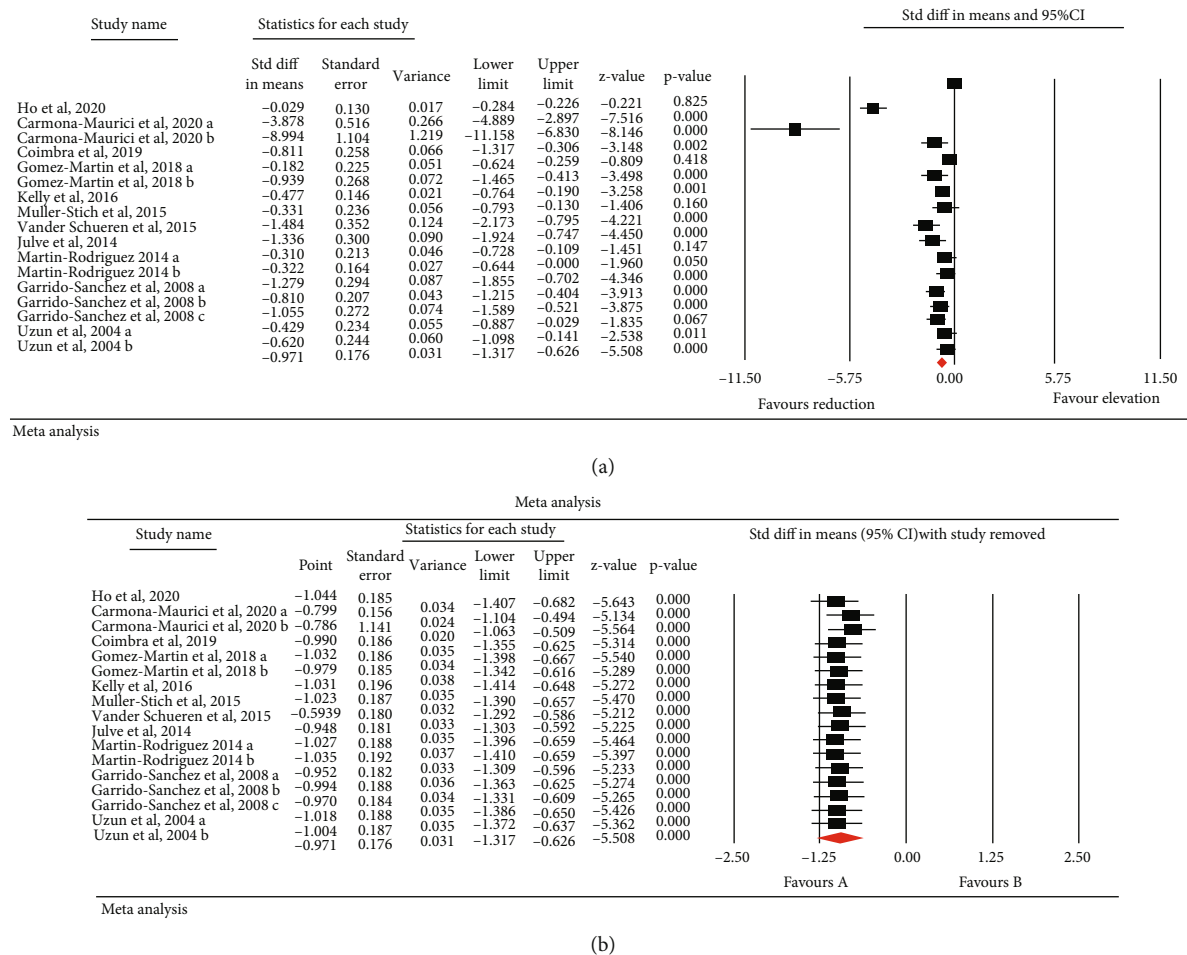 Study name
Statistics for each study
Std diff in means and 95%CI
Std diff in means Standard error Variance Lower limit Upper limit z-value p-value
Ho et al, 2020 −0.029 0.130 0.017 −0.284 −0.226 −0.221 0.825
Carmona-Maurici et al, 2020 a −3.878 0.516 0.266 −4.889 −2.897 −7.516 0.000
Carmona-Maurici et al, 2020 b −8.994 1.104 1.219 −11.158 −6.830 −8.146 0.000
Coimbra et al, 2019 −0.811 0.258 0.066 −1.317 −0.306 −3.148 0.002
Gomez-Martin et al, 2018 a −0.182 0.225 0.051 −0.624 −0.259 −0.809 0.418
Gomez-Martin et al, 2018 b −0.939 0.268 0.072 −1.465 −0.413 −3.498 0.000
Kelly et al, 2016 −0.477 0.146 0.021 −0.764 −0.190 −3.258 0.001
Muller-Stich et al, 2015 −0.331 0.236 0.056 −0.793 −0.130 −1.406 0.160
Vander Schueren et al, 2015 −1.484 0.352 0.124 −2.173 −0.795 −4.221 0.000
Julve et al, 2014 −1.336 0.300 0.090 −1.924 −0.747 −4.450 0.000
Martin-Rodriguez 2014 a −0.310 0.213 0.046 −0.728 −0.109 −1.451 0.147
Martin-Rodriguez 2014 b −0.322 0.164 0.027 −0.644 −0.000 −1.960 0.050
Garrido-Sanchez et al, 2008 a −1.279 0.294 0.087 −1.855 −0.702 −4.346 0.000
Garrido-Sanchez et al, 2008 b −0.810 0.207 0.043 −1.215 −0.404 −3.913 0.000
Garrido-Sanchez et al, 2008 c −1.055 0.272 0.074 −1.589 −0.521 −3.875 0.000
Uzun et al, 2004 a −0.429 0.234 0.055 −0.887 −0.029 −1.835 0.067
Uzun et al, 2004 b −0.620 0.244 0.060 −1.098 −0.141 −2.538 0.011
−0.971 0.176 0.031 −1.317 −0.626 −5.508 0.000
−11.50 −5.75 0.00 5.75 11.50
Favours reduction Favour elevation
Meta analysis
(a)
Meta analysis
Study name
Statistics for each study
Std diff in means (95% CI)with study removed
Point Standard error Variance Lower limit Upper limit z-value p-value
Ho et al, 2020 −1.044 0.185 0.034 −1.407 −0.682 −5.643 0.000
Carmona-Maurici et al, 2020 a −0.799 0.156 0.024 −1.104 −0.494 −5.134 0.000
Carmona-Maurici et al, 2020 b −0.786 1.141 0.020 −1.063 −0.509 −5.564 0.000
Coimbra et al, 2019 −0.990 0.186 0.035 −1.355 −0.625 −5.314 0.000
Gomez-Martin et al, 2018 a −1.032 0.186 −1.398 −0.667 −5.540 0.000
Gomez-Martin et al, 2018 b −0.979 0.185 0.034 −1.342 −0.616 −5.289 0.000
Kelly et al, 2016 −1.031 0.196 0.038 −1.414 −0.648 −5.272 0.000
Muller-Stich et al, 2015 −1.023 0.187 0.035 −1.390 −0.657 −5.470 0.000
Vander Schueren et al, 2015 −0.5939 0.180 0.032 −1.292 −0.586 −5.212 0.000
Julve et al, 2014 −0.948 0.181 0.033 −1.303 −0.592 −5.225 0.000
Martin-Rodriguez 2014 a −1.027 0.188 0.035 −1.396 −0.659 −5.464 0.000
Martin-Rodriguez 2014 b −1.035 0.192 0.037 −1.410 −0.659 −5.397 0.000
Garrido-Sanchez et al, 2008 a −0.952 0.182 0.033 −1.309 −0.596 −5.233 0.000
Garrido-Sanchez et al, 2008 b −0.994 0.188 0.036 −1.363 −0.625 −5.274 0.000
Garrido-Sanchez et al, 2008 c −0.970 0.184 0.034 −1.331 −0.609 −5.265 0.000
Uzun et al, 2004 a −1.018 0.188 0.035 −1.386 −0.650 −5.426 0.000
Uzun et al, 2004 b −1.004 0.187 0.035 −1.372 −0.637 −5.362 0.000
−0.971 0.176 0.031 −1.317 −0.626 −5.508 0.000
−2.50 −1.25 0.00 1.25 2.50
Favours A Favours B
Meta analysis
(b)